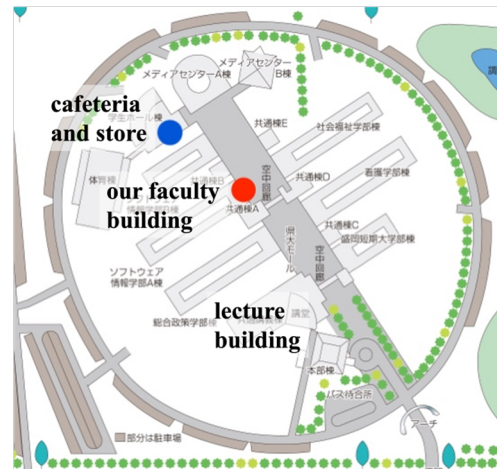 メディアセンター
B棟
メディアセンターA棟
学生ホール棟
cafeteria
and store
共通棟E
社会福祉学部棟
体育棟
共通棟B
空中回廊
共通棟D
看護学部棟
our faculty
building
共通棟A
共通棟C
県大モール
空中回廊
盛岡短期大学部棟
ソフトウェア
情報学部A棟
lecture
building
講堂
総合政策学部棟
本部棟
バス待合所
アーチ
部分は駐車場
調